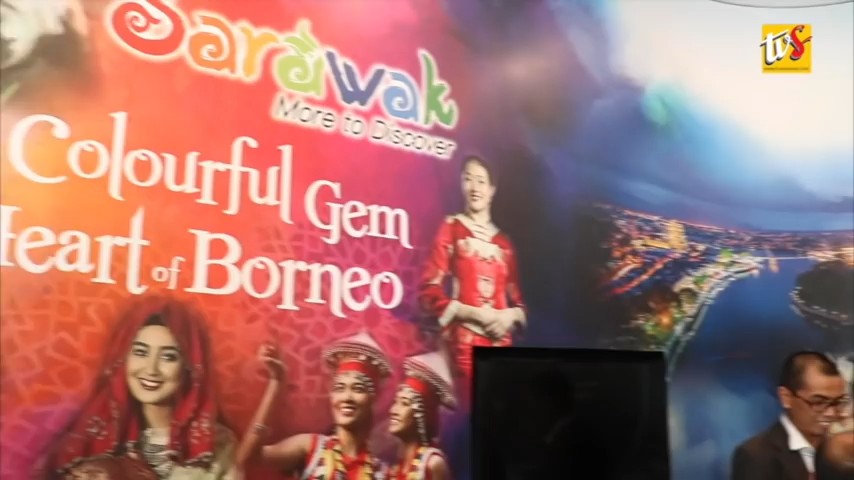 tvS
Sarawak
More to Discover
Colourful Gem
Heart of Borneo